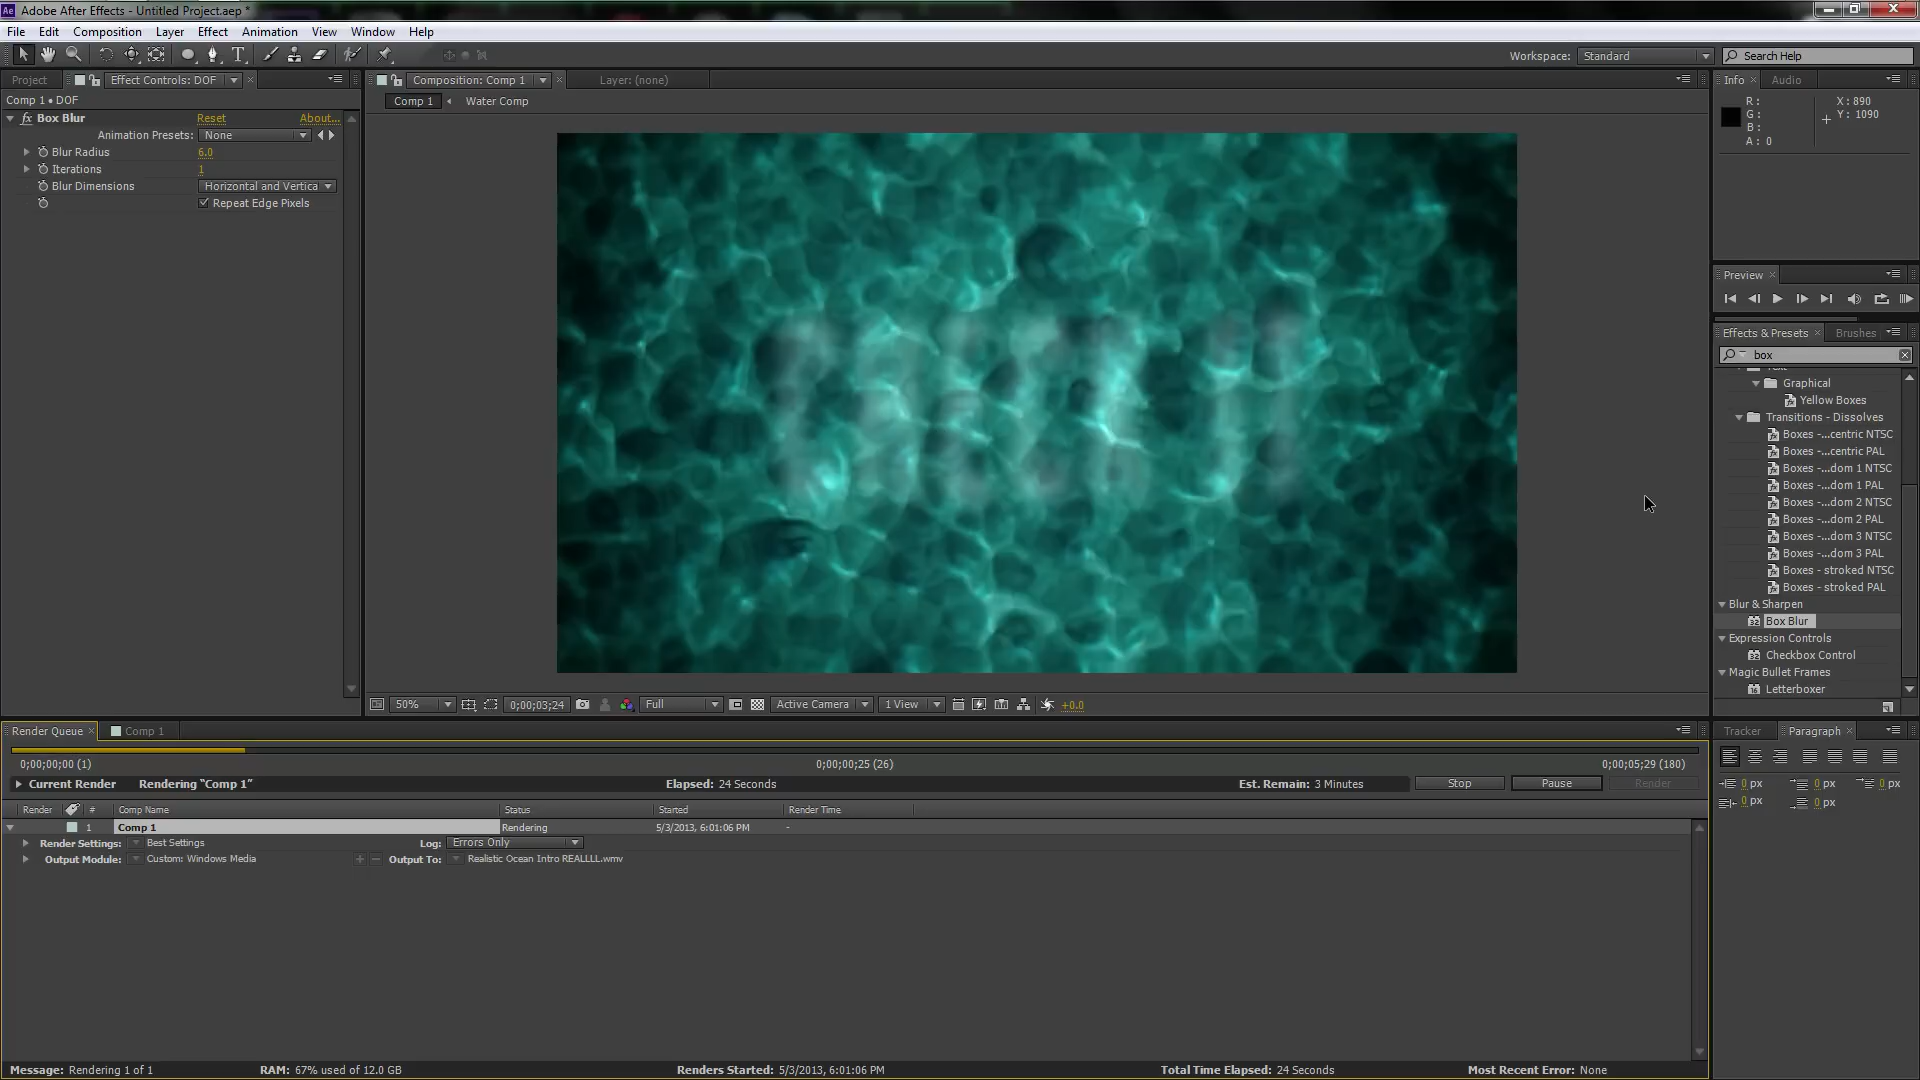 Adobe After Effects - Untitled Project.aep *
File Edit Composition Layer Effect Animation View Window Help
Workspace: Standard Search Help
Project Effect Controls: DOF Composition: Comp 1 Layer: (none) Info Audio
Comp 1 • DOF
Comp 1 Water Comp
R: X: 890
G: Y: 1090
B:
A: 0
fx Box Blur Reset About...
Animation Presets: None
Blur Radius 6.0
Iterations 1
Blur Dimensions Horizontal and Vertica
Repeat Edge Pixels
Preview
Effects & Presets Brushes
box
Graphical
Yellow Boxes
Transitions - Dissolves
Boxes -...centric NTSC
Boxes -...centric PAL
Boxes -...dom 1 NTSC
Boxes -...dom 1 PAL
Boxes -...dom 2 NTSC
Boxes -...dom 2 PAL
Boxes -...dom 3 NTSC
Boxes -...dom 3 PAL
Boxes - stroked NTSC
Boxes - stroked PAL
Blur & Sharpen
Box Blur
Expression Controls
Checkbox Control
Magic Bullet Frames
Letterboxer
50% 0;00;03;24 Full Active Camera 1 View +0.0
Render Queue Comp 1
Tracker Paragraph
0 px 0 px 0 px
0 px 0 px
0;00;00;00 (1) 0;00;00;25 (26) 0;00;05;29 (180)
Current Render Rendering “Comp 1” Elapsed: 24 Seconds Est. Remain: 3 Minutes Stop Pause Render
Render # Comp Name Status Started Render Time
1 Comp 1 Rendering 5/3/2013, 6:01:06 PM -
Render Settings: Best Settings Log: Errors Only
Output Module: Custom: Windows Media + - Output To: Realistic Ocean Intro REALLLL.wmv
Message: Rendering 1 of 1 RAM: 67% used of 12.0 GB Renders Started: 5/3/2013, 6:01:06 PM Total Time Elapsed: 24 Seconds Most Recent Error: None